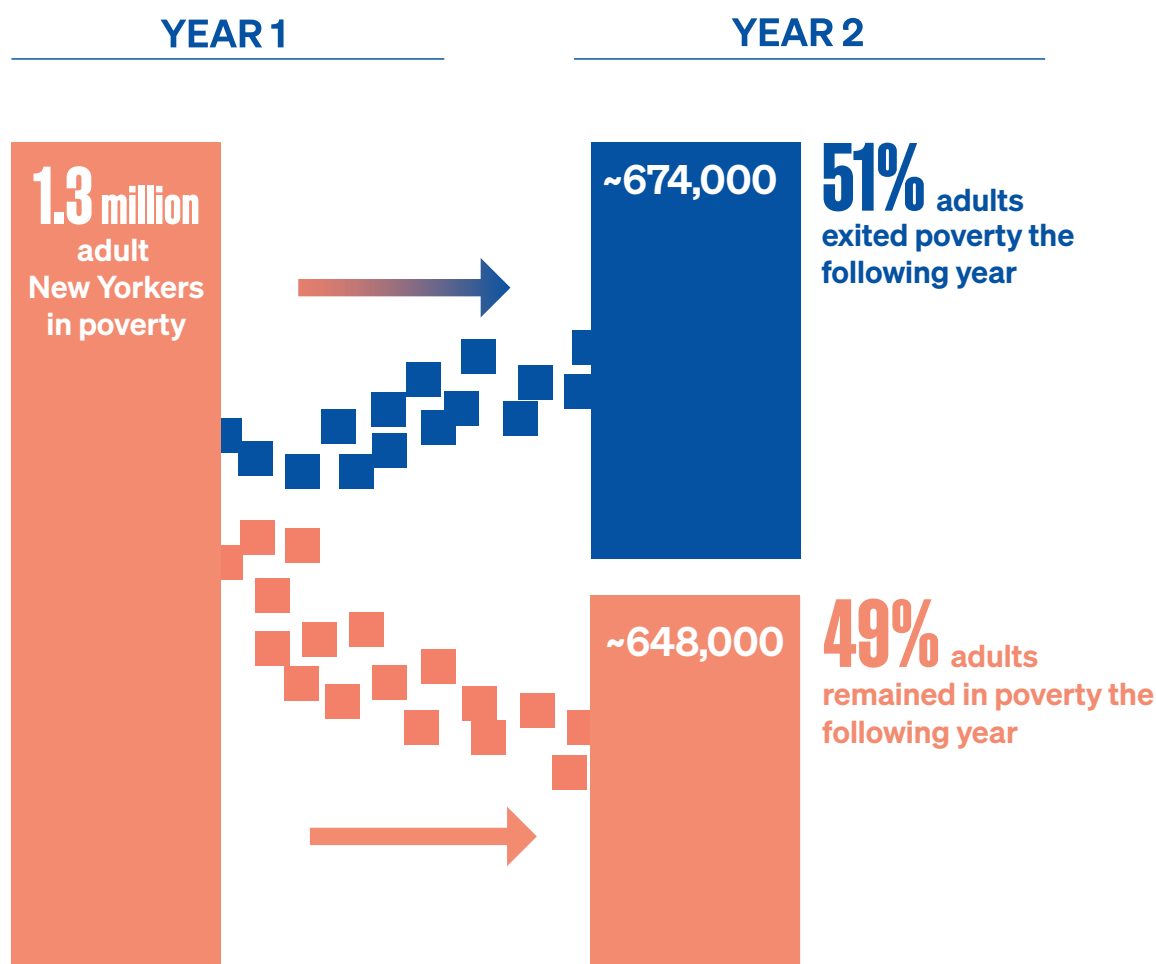 YEAR 1
YEAR 2
1.3 million
adult
New Yorkers
in poverty
~674,000
51% adults
exited poverty the
following year
~648,000
49% adults
remained in poverty the
following year